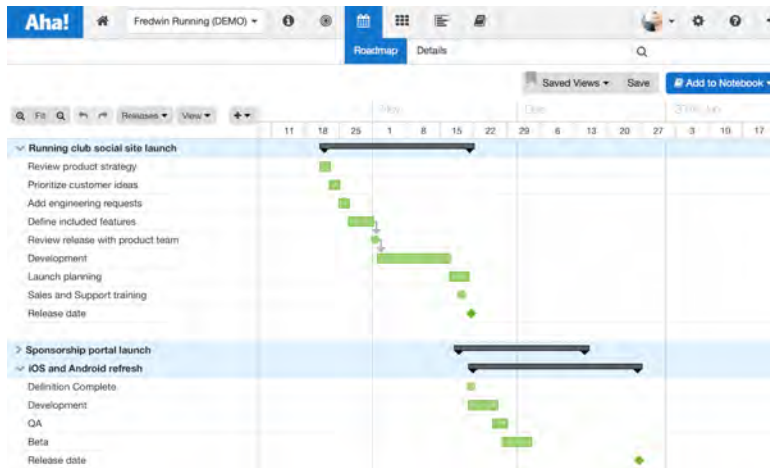 Aha! Fredwin Running (DEMO)
Roadmap Details
Saved Views Save Add to Notebook
Fit Releases View +
Nov Dec
11 18 25 1 8 15 22 29 6 13 20 27 3 10 17
Running club social site launch
Review product strategy
Prioritize customer ideas
Add engineering requests
Define included features
Review release with product team
Development
Launch planning
Sales and Support training
Release date
Sponsorship portal launch
iOS and Android refresh
Definition Complete
Development
QA
Beta
Release date